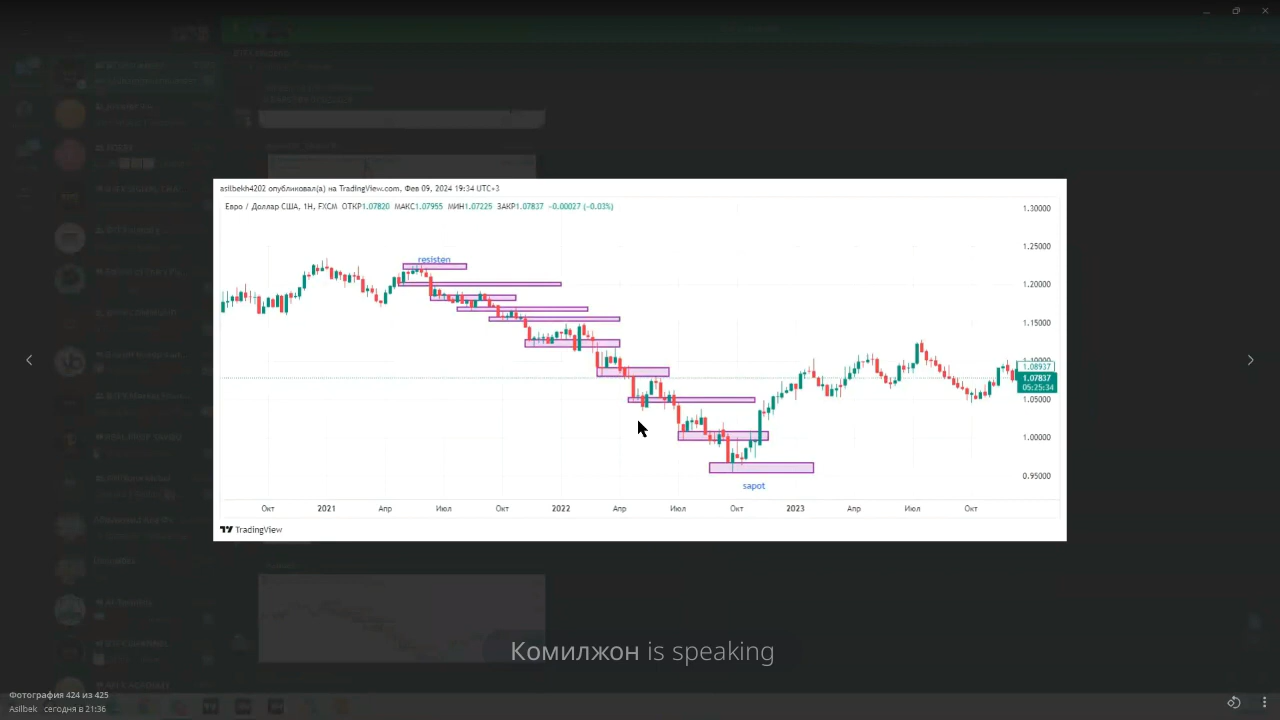 asilbekh4202 опубликовал(а) на TradingView.com, Фев 09, 2024 19:34 UTC+3
Евро / Доллар США, 1Н, FXCM ОТКР1.07820 МАКС1.07955 МИН1.07225 ЗАКР1.07837 −0.00027 (−0.03%)
1.30000
resisten
1.25000
1.20000
1.15000
1.10000
1.08937
1.07837
05:25:34
1.05000
1.00000
0.95000
sapot
Окт 2021 Апр Июл Окт 2022 Апр Июл Окт 2023 Апр Июл Окт
TradingView
Комилжон is speaking
Фотография 424 из 425
Asilbek сегодня в 21:36